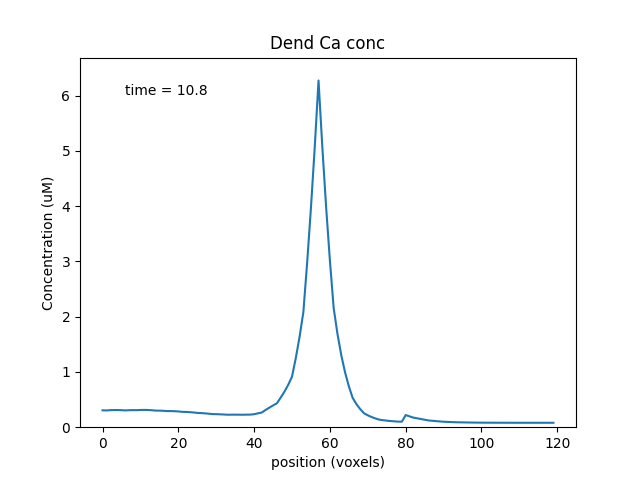 Dend Ca conc
time = 10.8
Concentration (uM)
6
5
4
3
2
1
0
0 20 40 60 80 100 120
position (voxels)